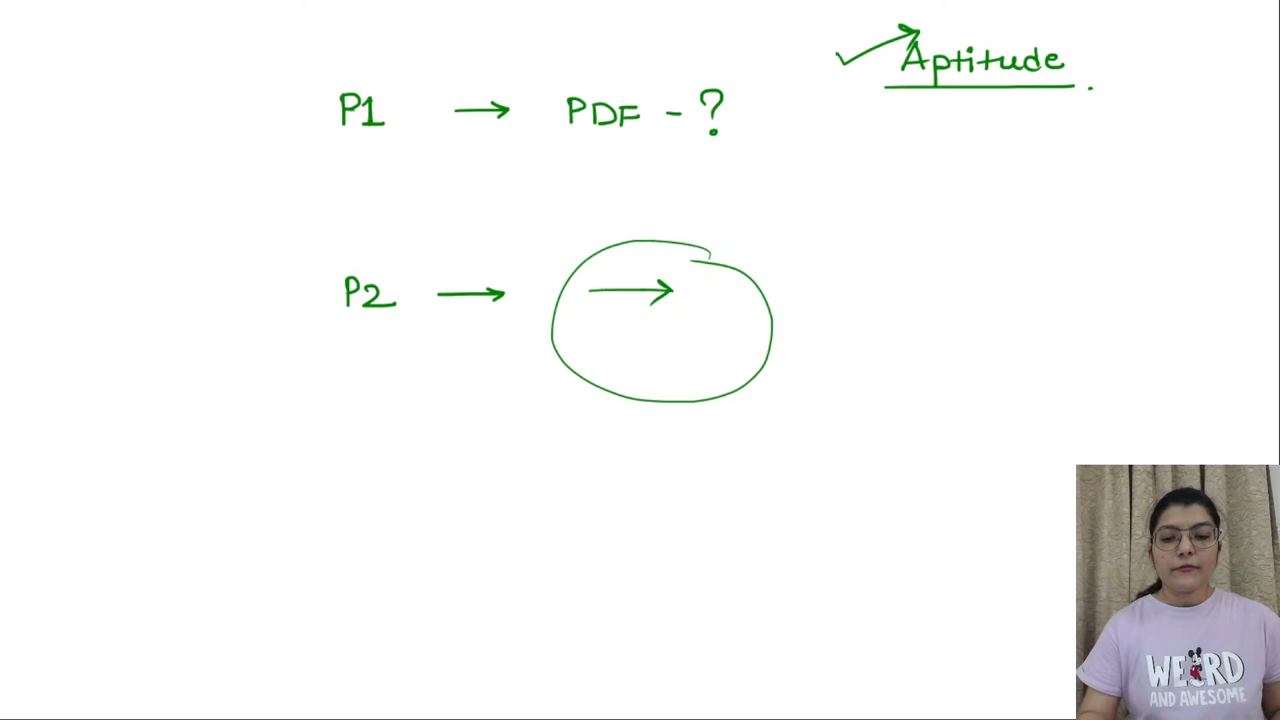 Aptitude.
P1 → PDF - ?
P2 → →
WEIRD
AND AWESOME